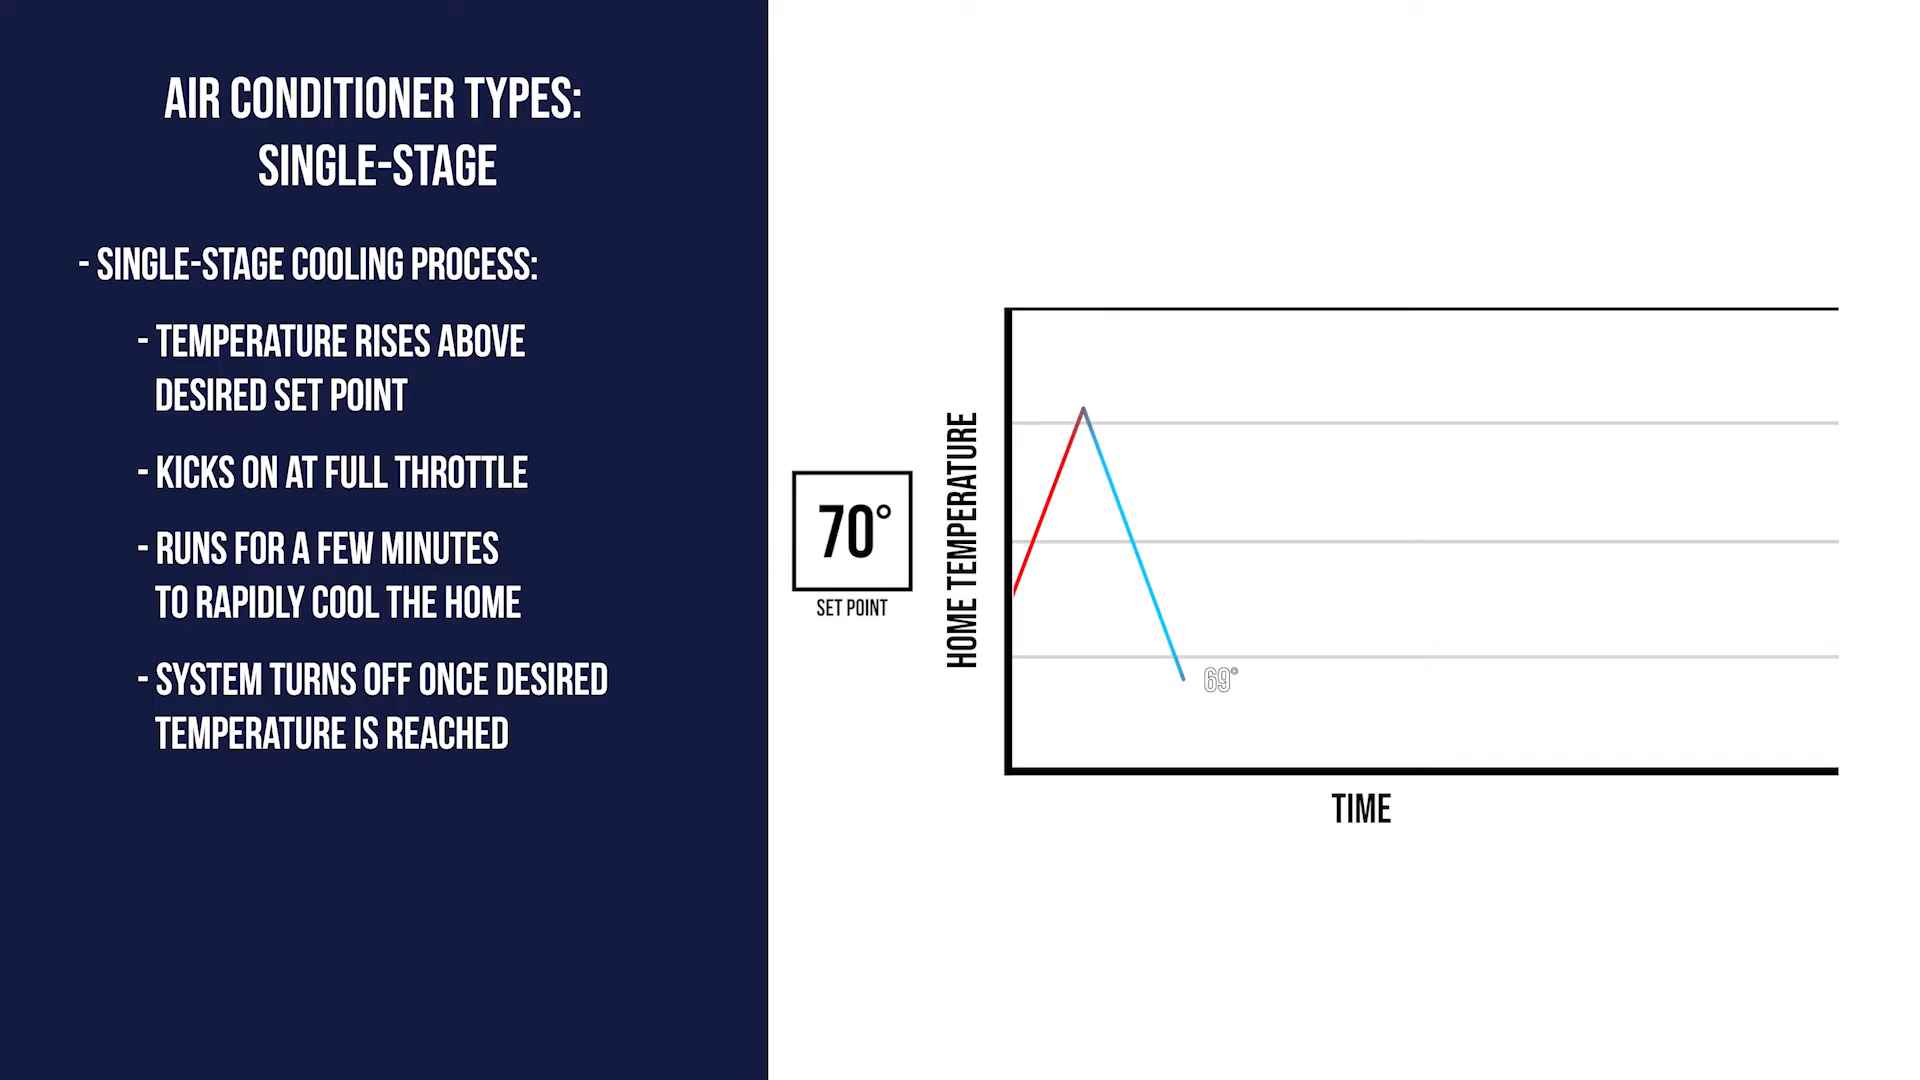 AIR CONDITIONER TYPES:
SINGLE-STAGE
- SINGLE-STAGE COOLING PROCESS:
- TEMPERATURE RISES ABOVE
DESIRED SET POINT
- KICKS ON AT FULL THROTTLE
- RUNS FOR A FEW MINUTES
TO RAPIDLY COOL THE HOME
- SYSTEM TURNS OFF ONCE DESIRED
TEMPERATURE IS REACHED
70°
SET POINT
HOME TEMPERATURE
69°
TIME